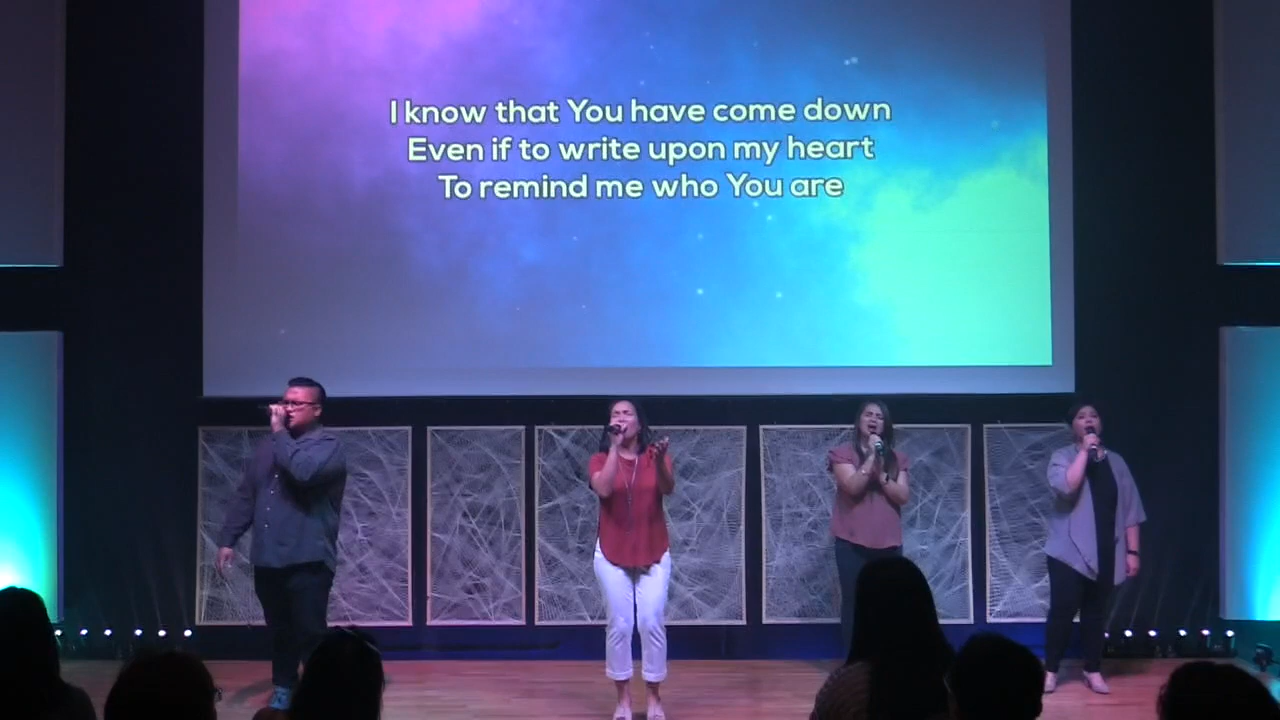 I know that You have come down
Even if to write upon my heart
To remind me who You are